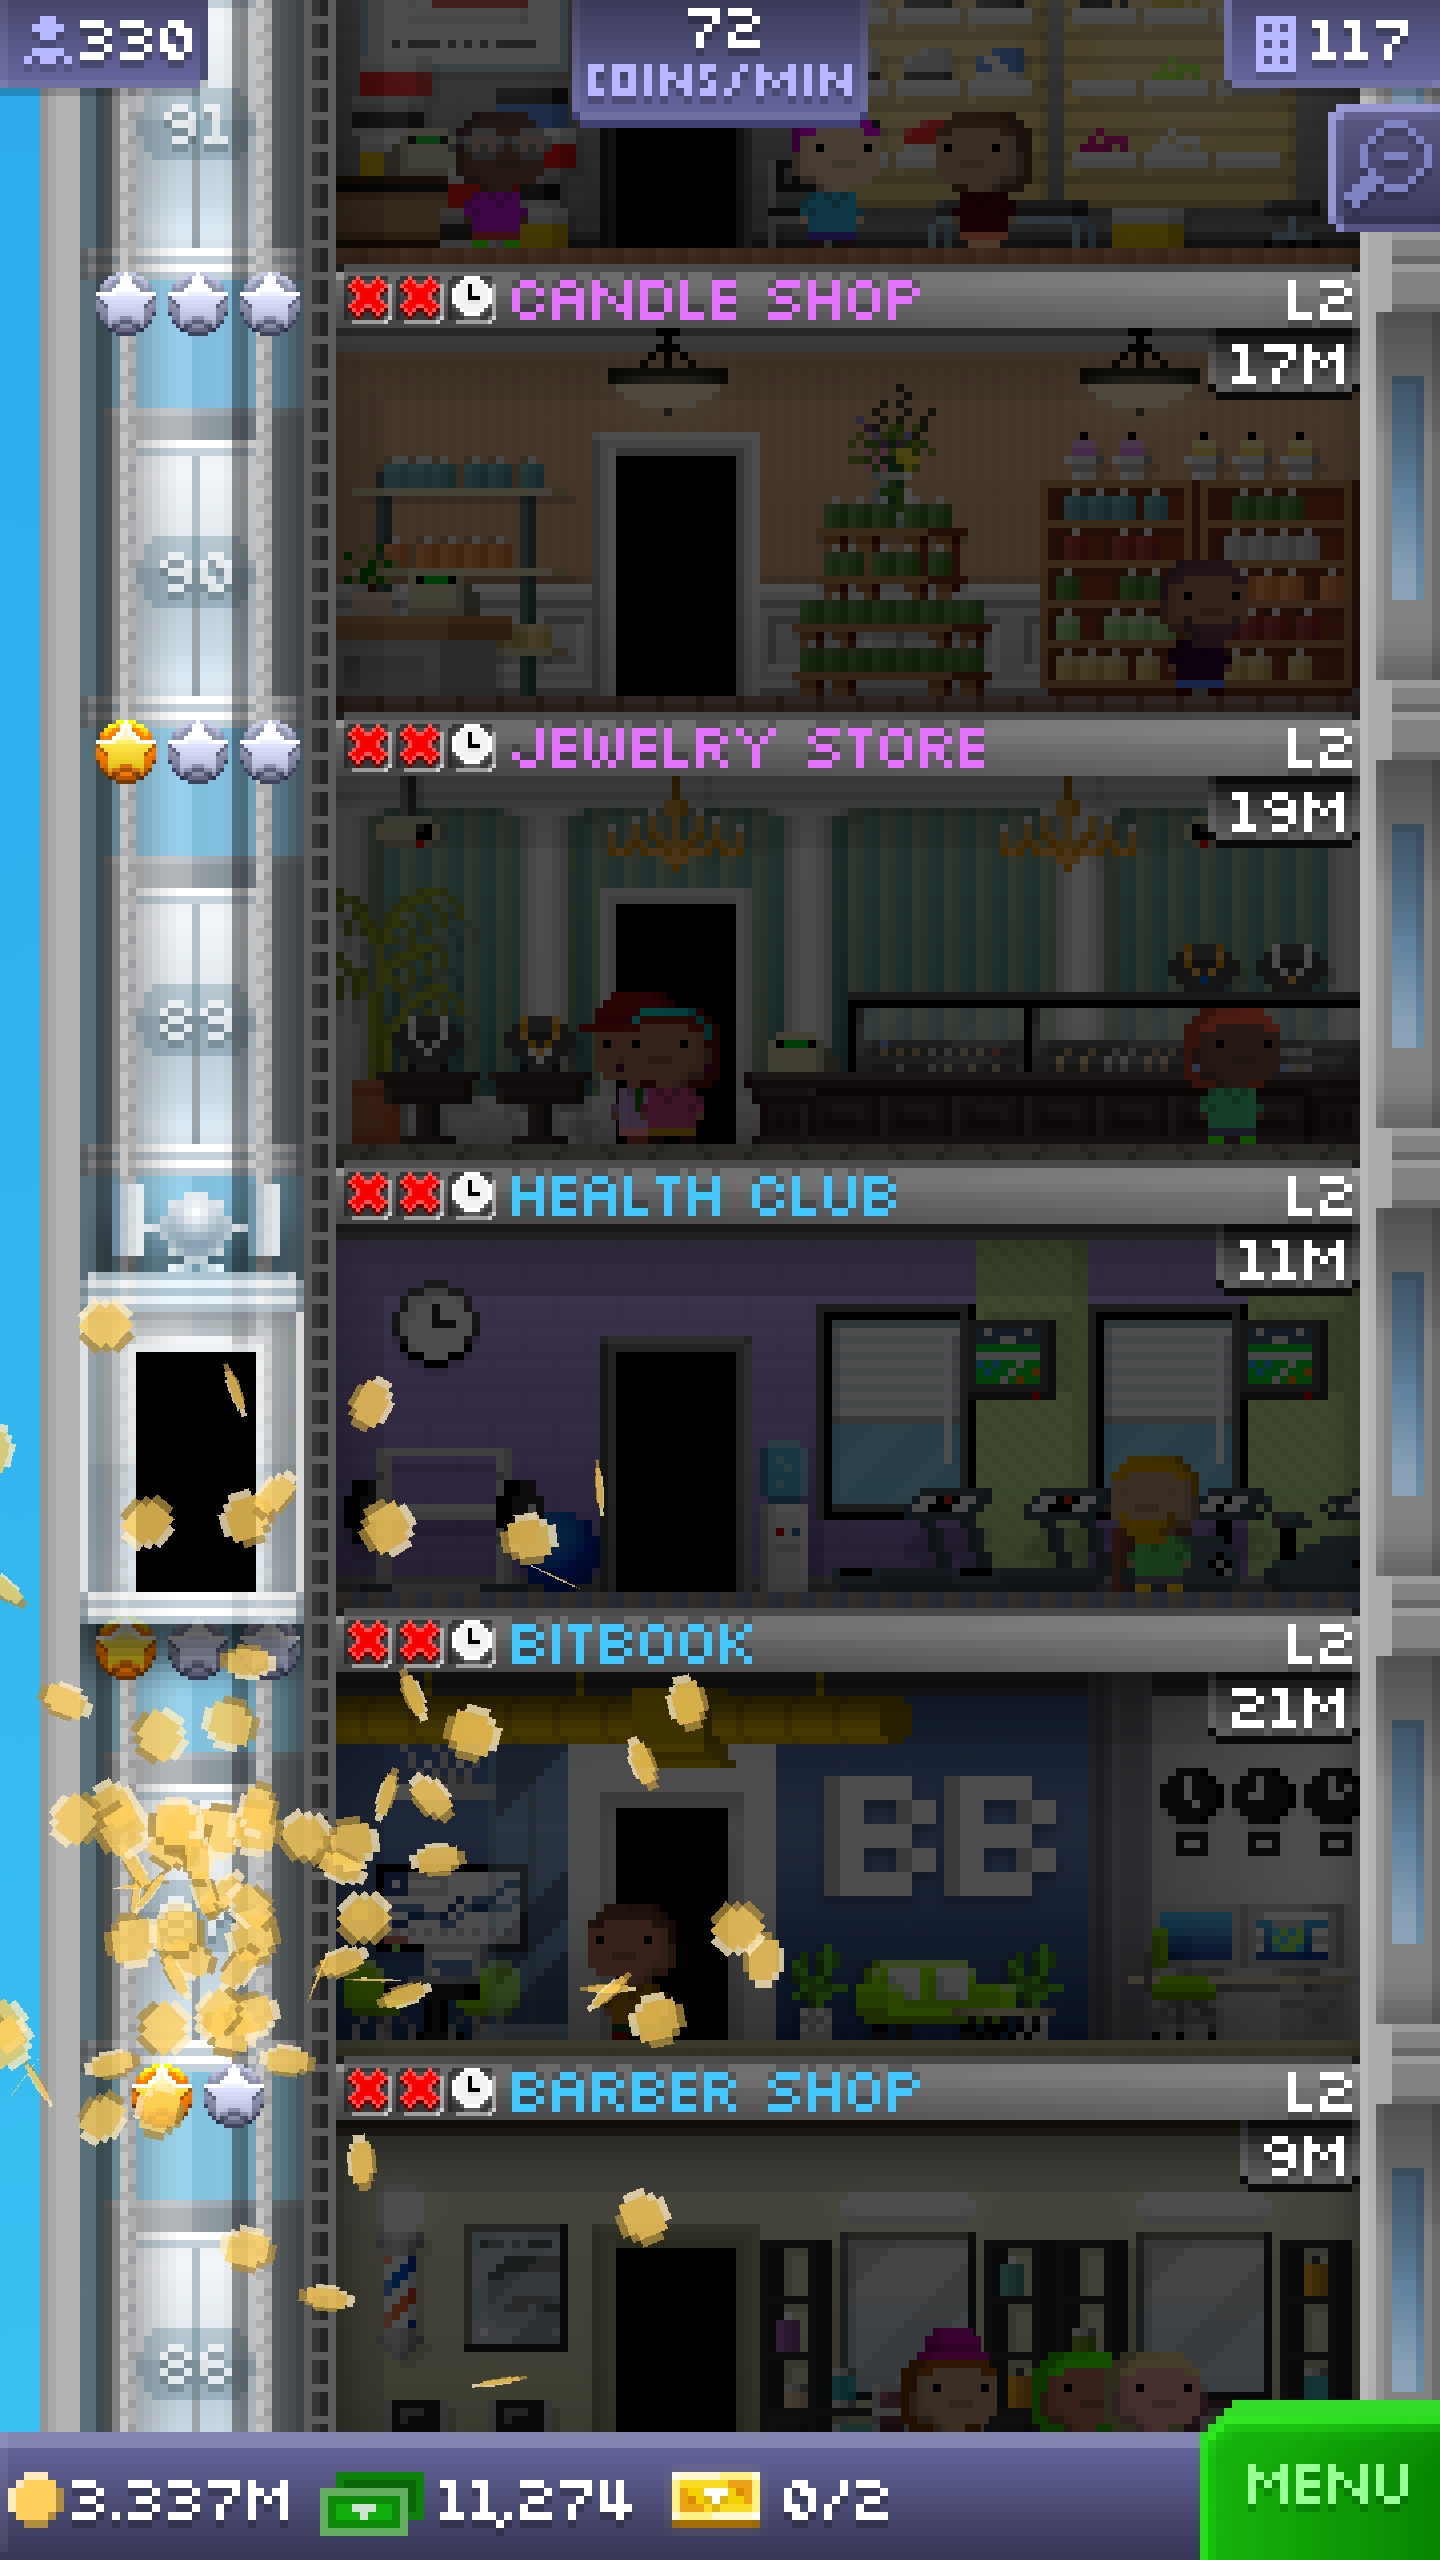 330
72
COINS/MIN
117
91
CANDLE SHOP L2
17M
90
JEWELRY STORE L2
19M
89
HEALTH CLUB L2
11M
BITBOOK L2
21M
BB
BARBER SHOP L2
9M
86
3.337M 11,274 0/2
MENU